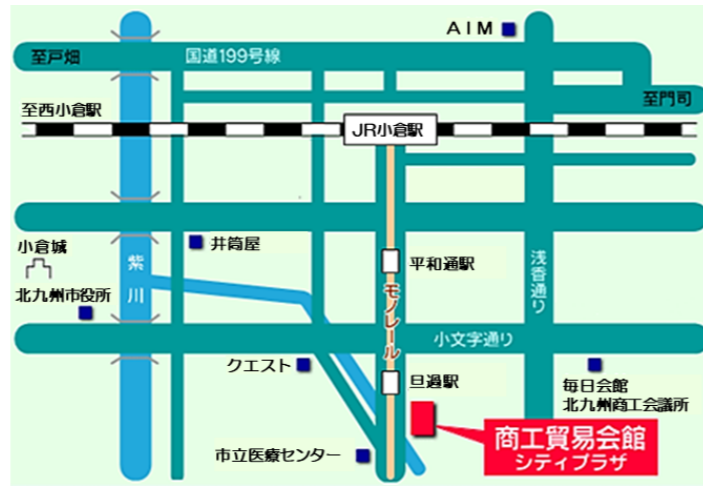 AIM
至戸畑
国道199号線
至門司
至西小倉駅
JR小倉駅
井筒屋
小倉城
紫川
平和通駅
浅香通り
北九州市役所
モノレール
小文字通り
クエスト
旦過駅
毎日会館
北九州商工会議所
商工貿易会館
シティプラザ
市立医療センター